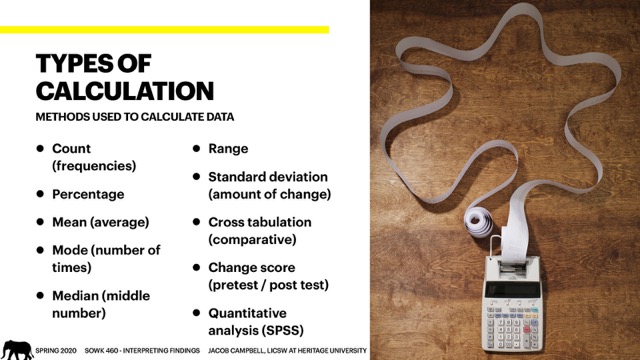 TYPES OF
CALCULATION
METHODS USED TO CALCULATE DATA
● Count
(frequencies)
● Percentage
● Mean (average)
● Mode (number of
times)
● Median (middle
number)
● Range
● Standard deviation
(amount of change)
● Cross tabulation
(comparative)
● Change score
(pretest / post test)
● Quantitative
analysis (SPSS)
SPRING 2020 SOWK 460 - INTERPRETING FINDINGS JACOB CAMPBELL, LICSW AT HERITAGE UNIVERSITY